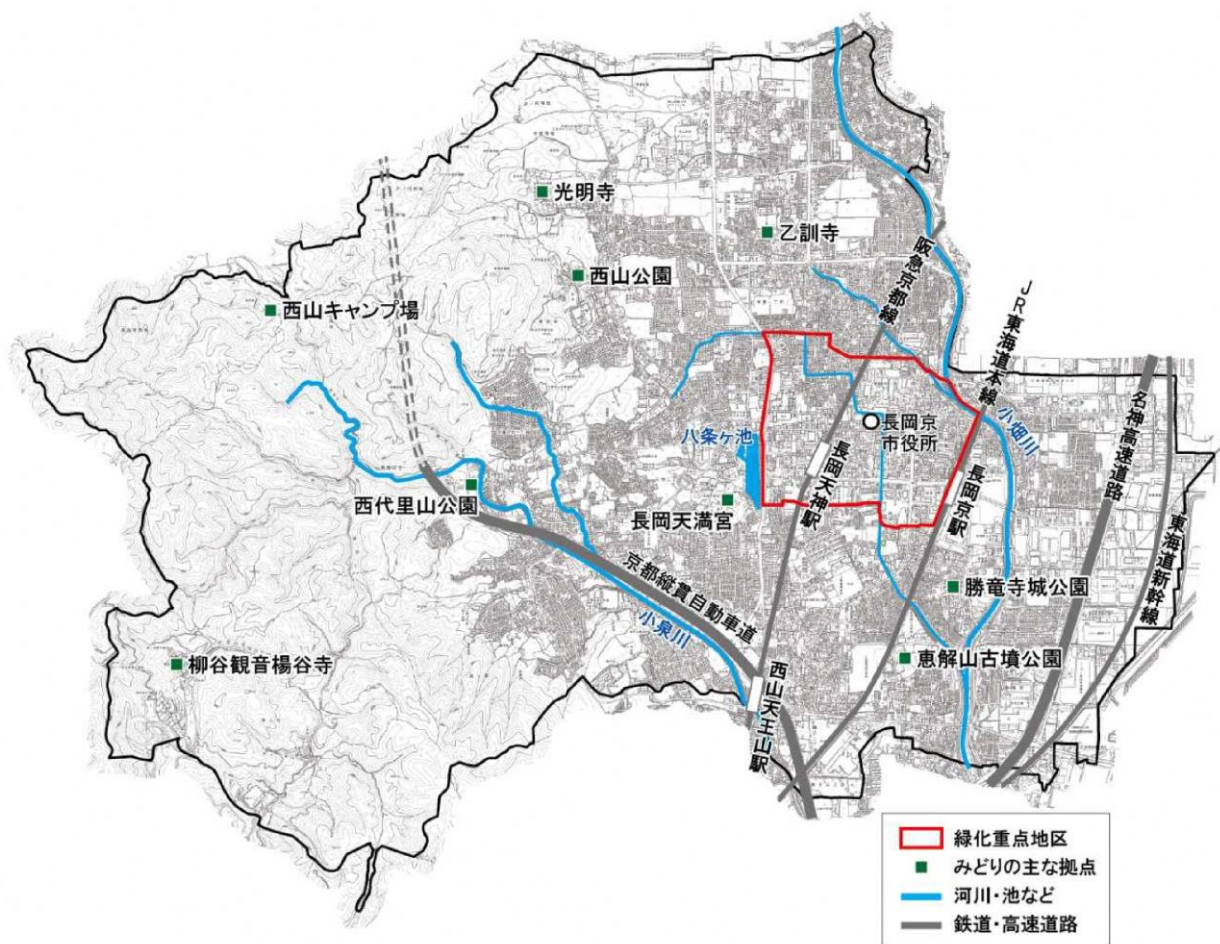 光明寺
乙訓寺
阪急京都線
西山公園
西山キャンプ場
JR東海道本線
小畑川
長岡京
市役所
八条ヶ池
長岡天神駅
長岡京駅
名神高速道路
東海道新幹線
西代里山公園
長岡天満宮
京都縦貫自動車道
小泉川
勝竜寺城公園
恵解山古墳公園
柳谷観音楊谷寺
西山天王山駅
緑化重点地区
みどりの主な拠点
河川・池など
鉄道・高速道路